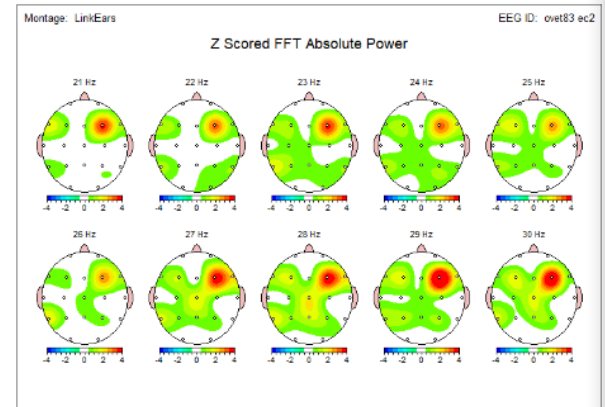 Montage: LinkEars EEG ID: ovet83 ec2
Z Scored FFT Absolute Power
21 Hz 22 Hz 23 Hz 24 Hz 25 Hz
-4 -2 0 2 4 -4 -2 0 2 4 -4 -2 0 2 4 -4 -2 0 2 4 -4 -2 0 2 4
26 Hz 27 Hz 28 Hz 29 Hz 30 Hz
-4 -2 0 2 4 -4 -2 0 2 4 -4 -2 0 2 4 -4 -2 0 2 4 -4 -2 0 2 4